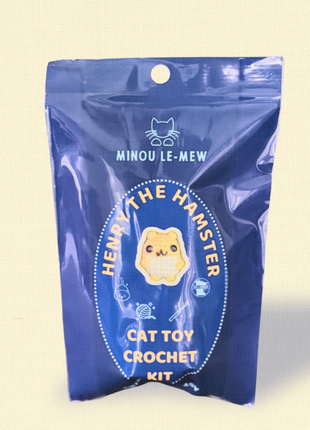 MINOU LE-MEW
HENRY THE HAMSTER
CAT TOY
CROCHET
KIT